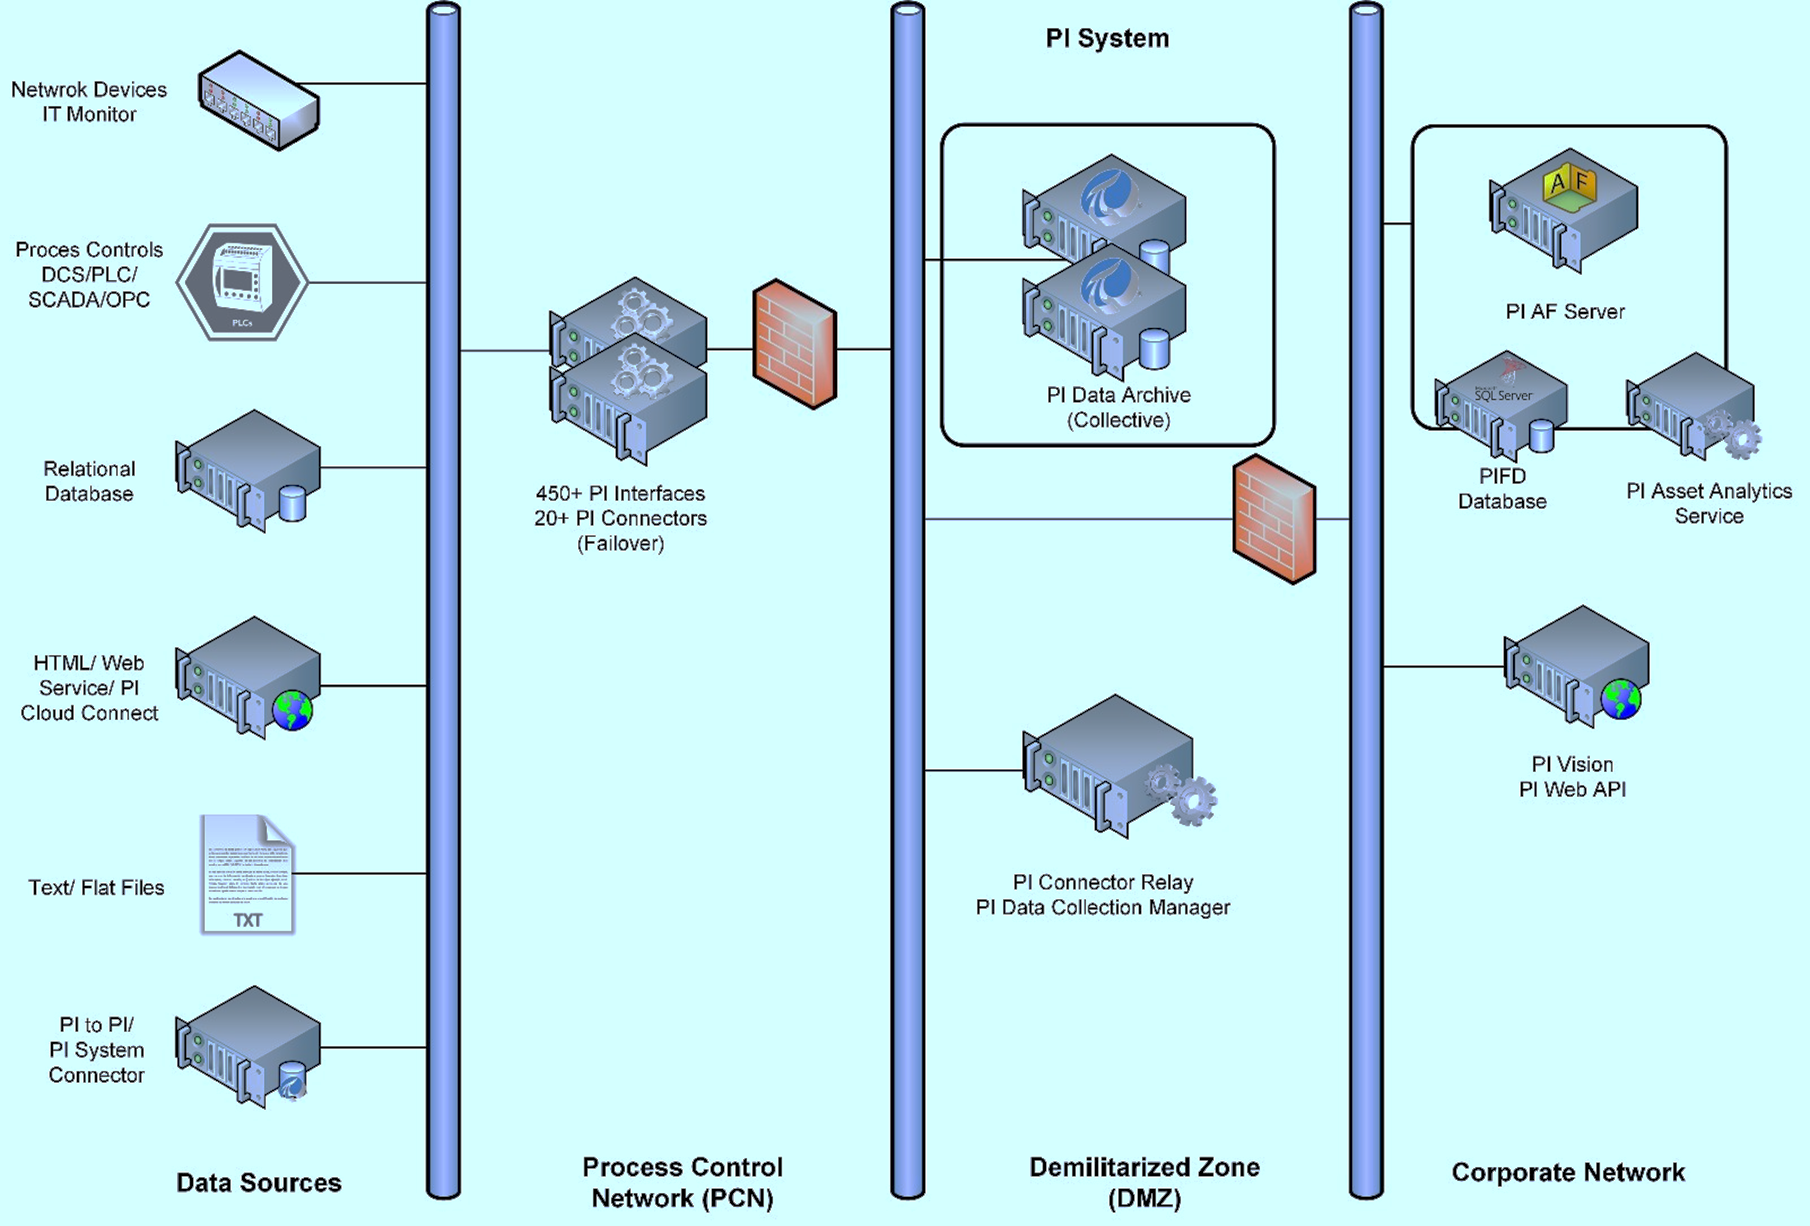 PI System
Netwrok Devices
IT Monitor
Proces Controls
DCS/PLC/
SCADA/OPC
PLCs
Relational
Database
HTML/ Web
Service/ PI
Cloud Connect
Text/ Flat Files
TXT
PI to PI/
PI System
Connector
Data Sources
450+ PI Interfaces
20+ PI Connectors
(Failover)
Process Control
Network (PCN)
PI Data Archive
(Collective)
PI Connector Relay
PI Data Collection Manager
Demilitarized Zone
(DMZ)
A F
PI AF Server
SQL Server
PIFD
Database
PI Asset Analytics
Service
PI Vision
PI Web API
Corporate Network